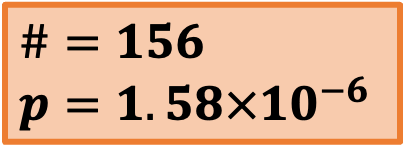 # = 156
p = 1.58×10⁻⁶